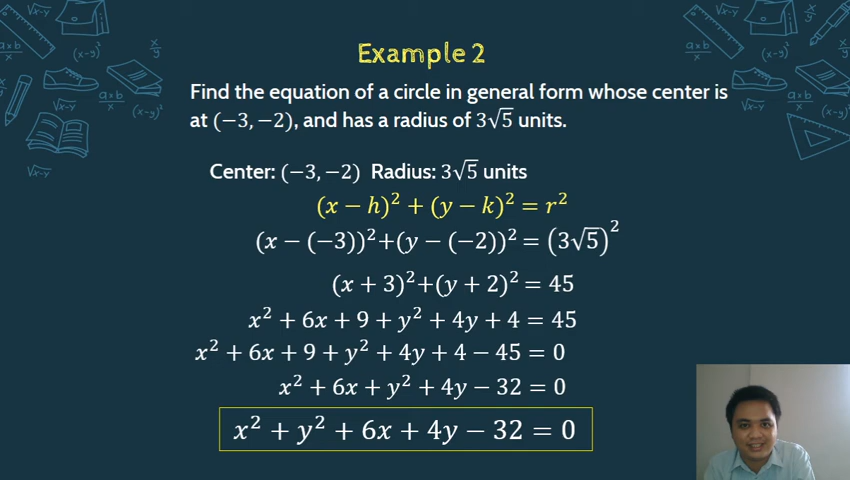 Example 2
Find the equation of a circle in general form whose center is
at (−3, −2), and has a radius of 3√5 units.
Center: (−3, −2) Radius: 3√5 units
(x − h)² + (y − k)² = r²
(x − (−3))²+(y − (−2))² = (3√5)²
(x + 3)²+(y + 2)² = 45
x² + 6x + 9 + y² + 4y + 4 = 45
x² + 6x + 9 + y² + 4y + 4 − 45 = 0
x² + 6x + y² + 4y − 32 = 0
x² + y² + 6x + 4y − 32 = 0